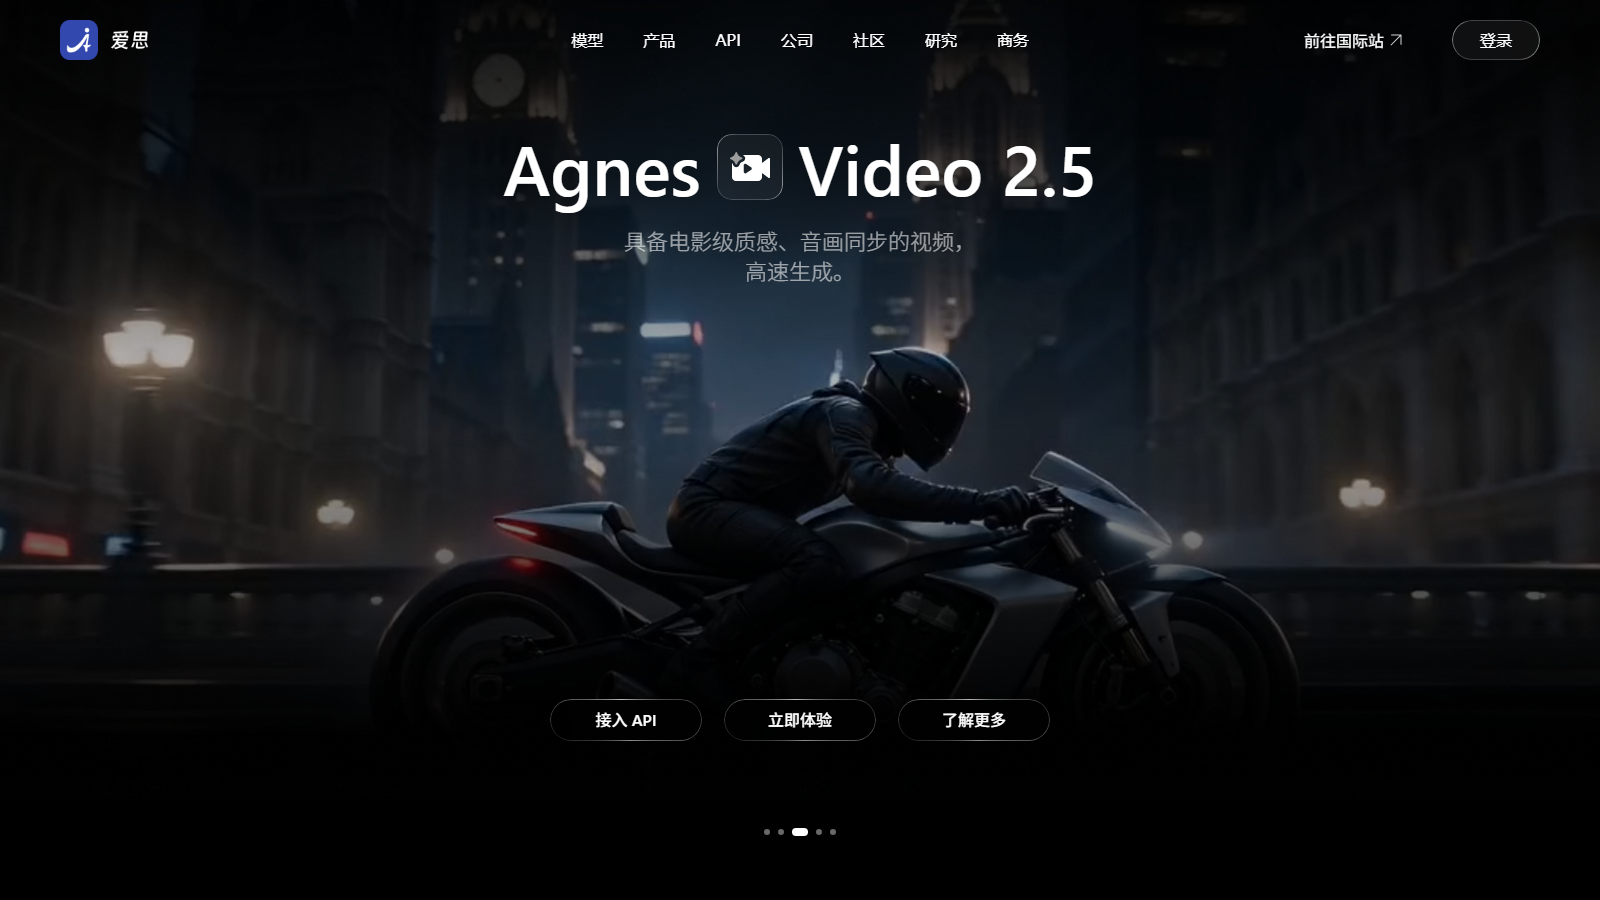 爱思
模型 产品 API 公司 社区 研究 商务
前往国际站
登录
Agnes Video 2.5
具备电影级质感、音画同步的视频，
高速生成。
接入 API
立即体验
了解更多